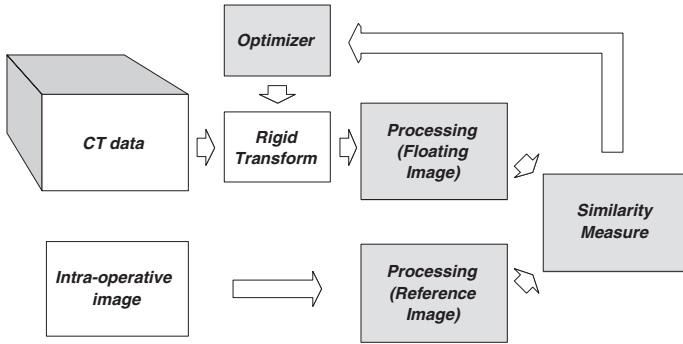 Optimizer
CT data
Rigid
Transform
Processing
(Floating
Image)
Similarity
Measure
Intra-operative
image
Processing
(Reference
Image)